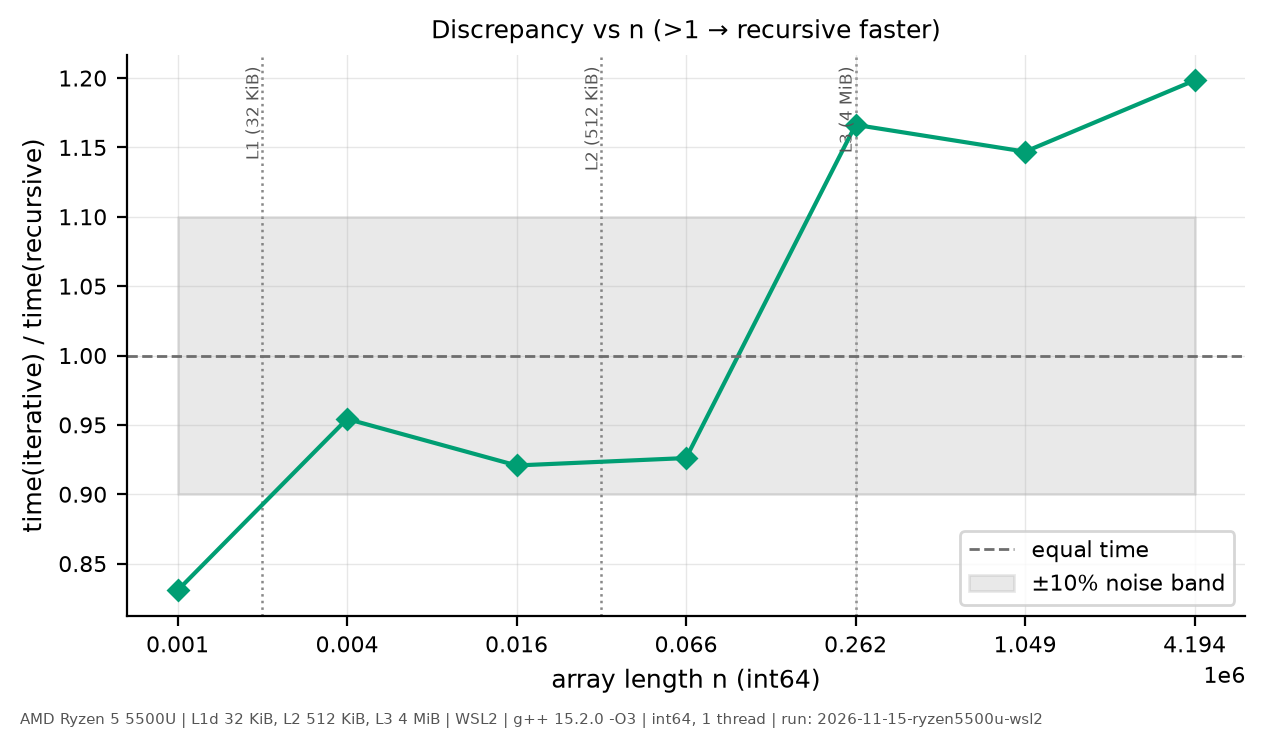 Discrepancy vs n (>1 → recursive faster)
time(iterative) / time(recursive)
1.20
1.15
1.10
1.05
1.00
0.95
0.90
0.85
L1 (32 KiB)
L2 (512 KiB)
L3 (4 MiB)
equal time
±10% noise band
0.001 0.004 0.016 0.066 0.262 1.049 4.194
1e6
array length n (int64)
AMD Ryzen 5 5500U | L1d 32 KiB, L2 512 KiB, L3 4 MiB | WSL2 | g++ 15.2.0 -O3 | int64, 1 thread | run: 2026-11-15-ryzen5500u-wsl2